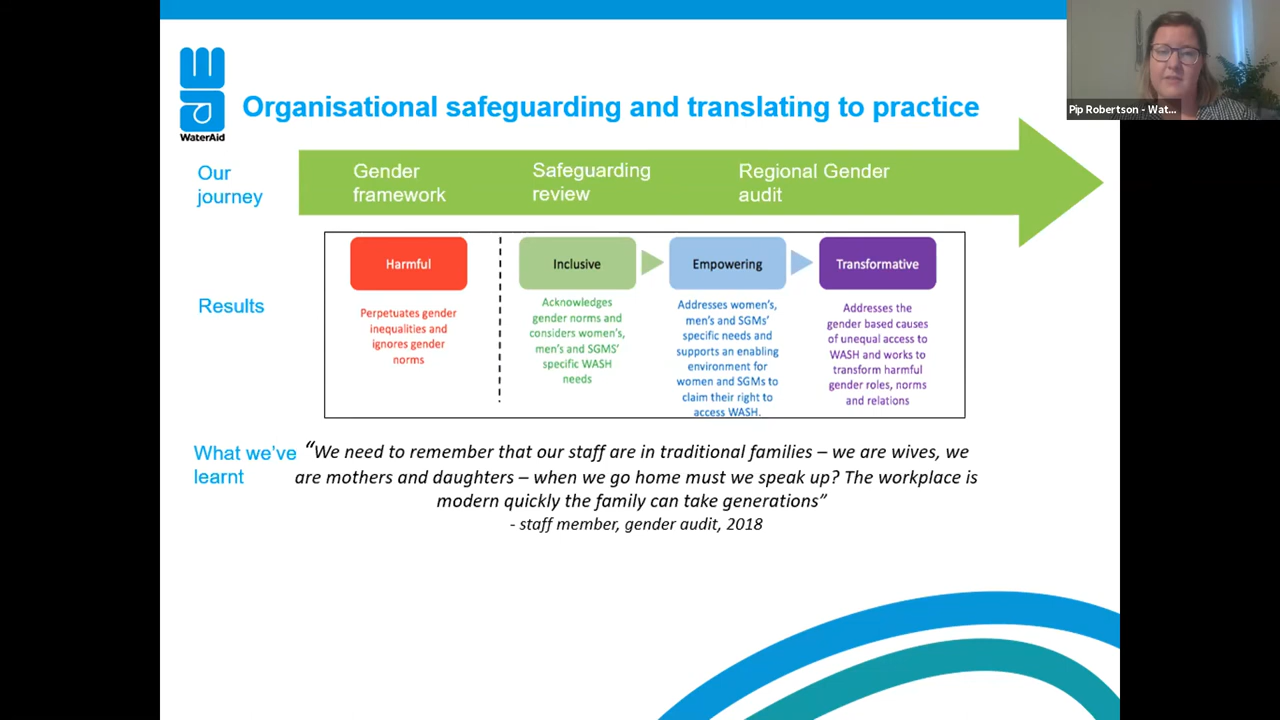 Pip Robertson - Wat...
WaterAid
Organisational safeguarding and translating to practice
Our
journey
Gender
framework
Safeguarding
review
Regional Gender
audit
Results
Harmful
Perpetuates gender
inequalities and
ignores gender
norms
Inclusive
Acknowledges
gender norms and
considers women's,
men's and SGMS'
specific WASH
needs
Empowering
Addresses women's,
men's and SGMs'
specific needs and
supports an enabling
environment for
women and SGMs to
claim their right to
access WASH.
Transformative
Addresses the
gender based causes
of unequal access to
WASH and works to
transform harmful
gender roles, norms
and relations
What we've
learnt
“We need to remember that our staff are in traditional families – we are wives, we
are mothers and daughters – when we go home must we speak up? The workplace is
modern quickly the family can take generations”
- staff member, gender audit, 2018